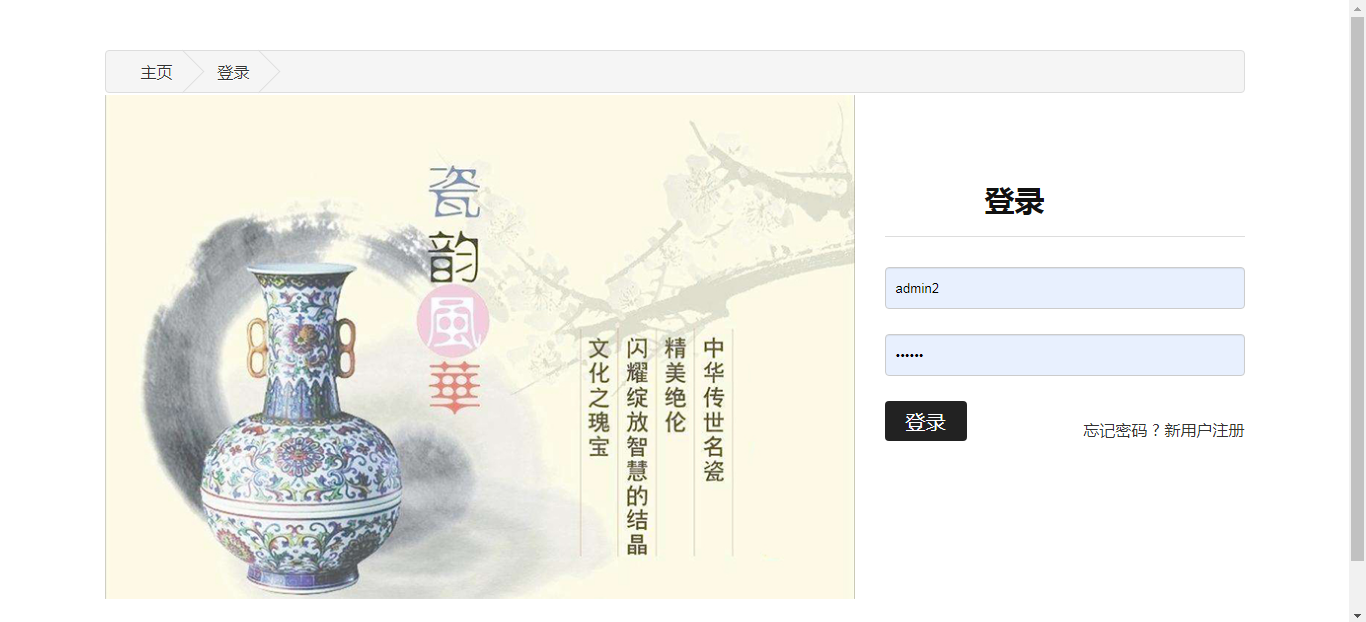 主页
登录
瓷韵風華
中华传世名瓷
精美绝伦
闪耀绽放智慧的结晶
文化之瑰宝
登录
admin2
••••••
登录
忘记密码？新用户注册